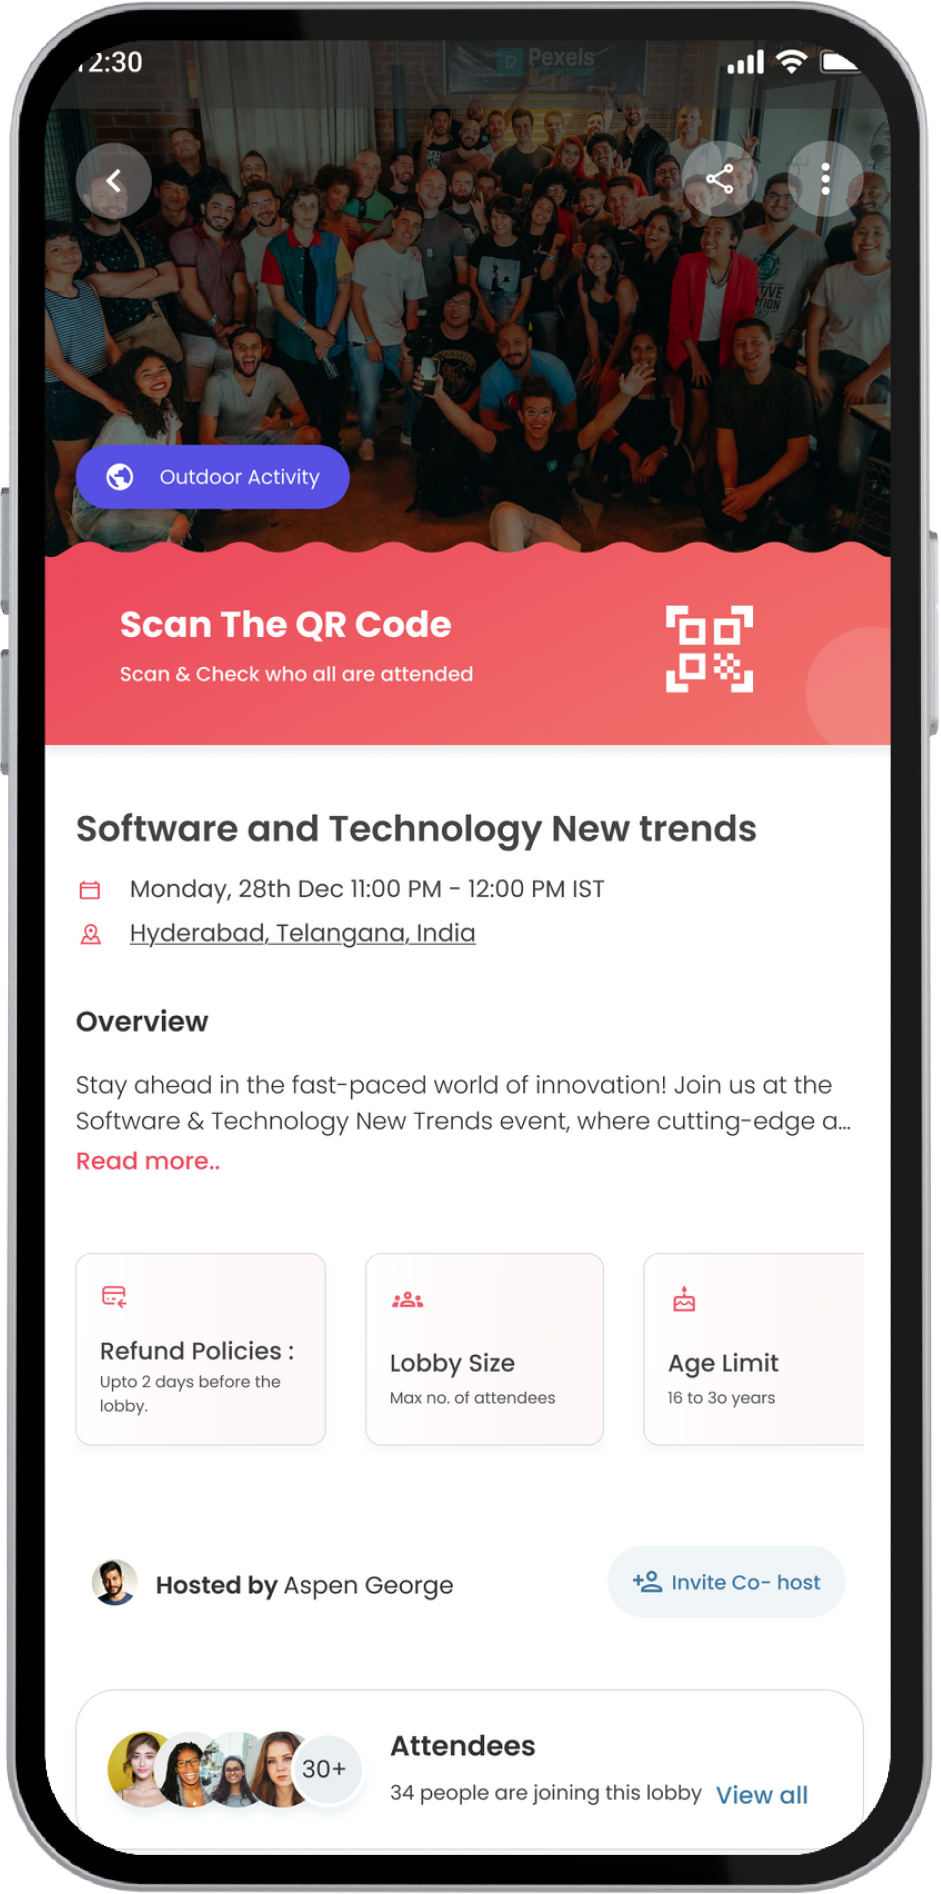 12:30
Pexels
Outdoor Activity
Scan The QR Code
Scan & Check who all are attended
Software and Technology New trends
Monday, 28th Dec 11:00 PM - 12:00 PM IST
Hyderabad, Telangana, India
Overview
Stay ahead in the fast-paced world of innovation! Join us at the
Software & Technology New Trends event, where cutting-edge a...
Read more..
Refund Policies :
Upto 2 days before the
lobby.
Lobby Size
Max no. of attendees
Age Limit
16 to 3o years
Hosted by Aspen George
Invite Co- host
30+
Attendees
34 people are joining this lobby View all